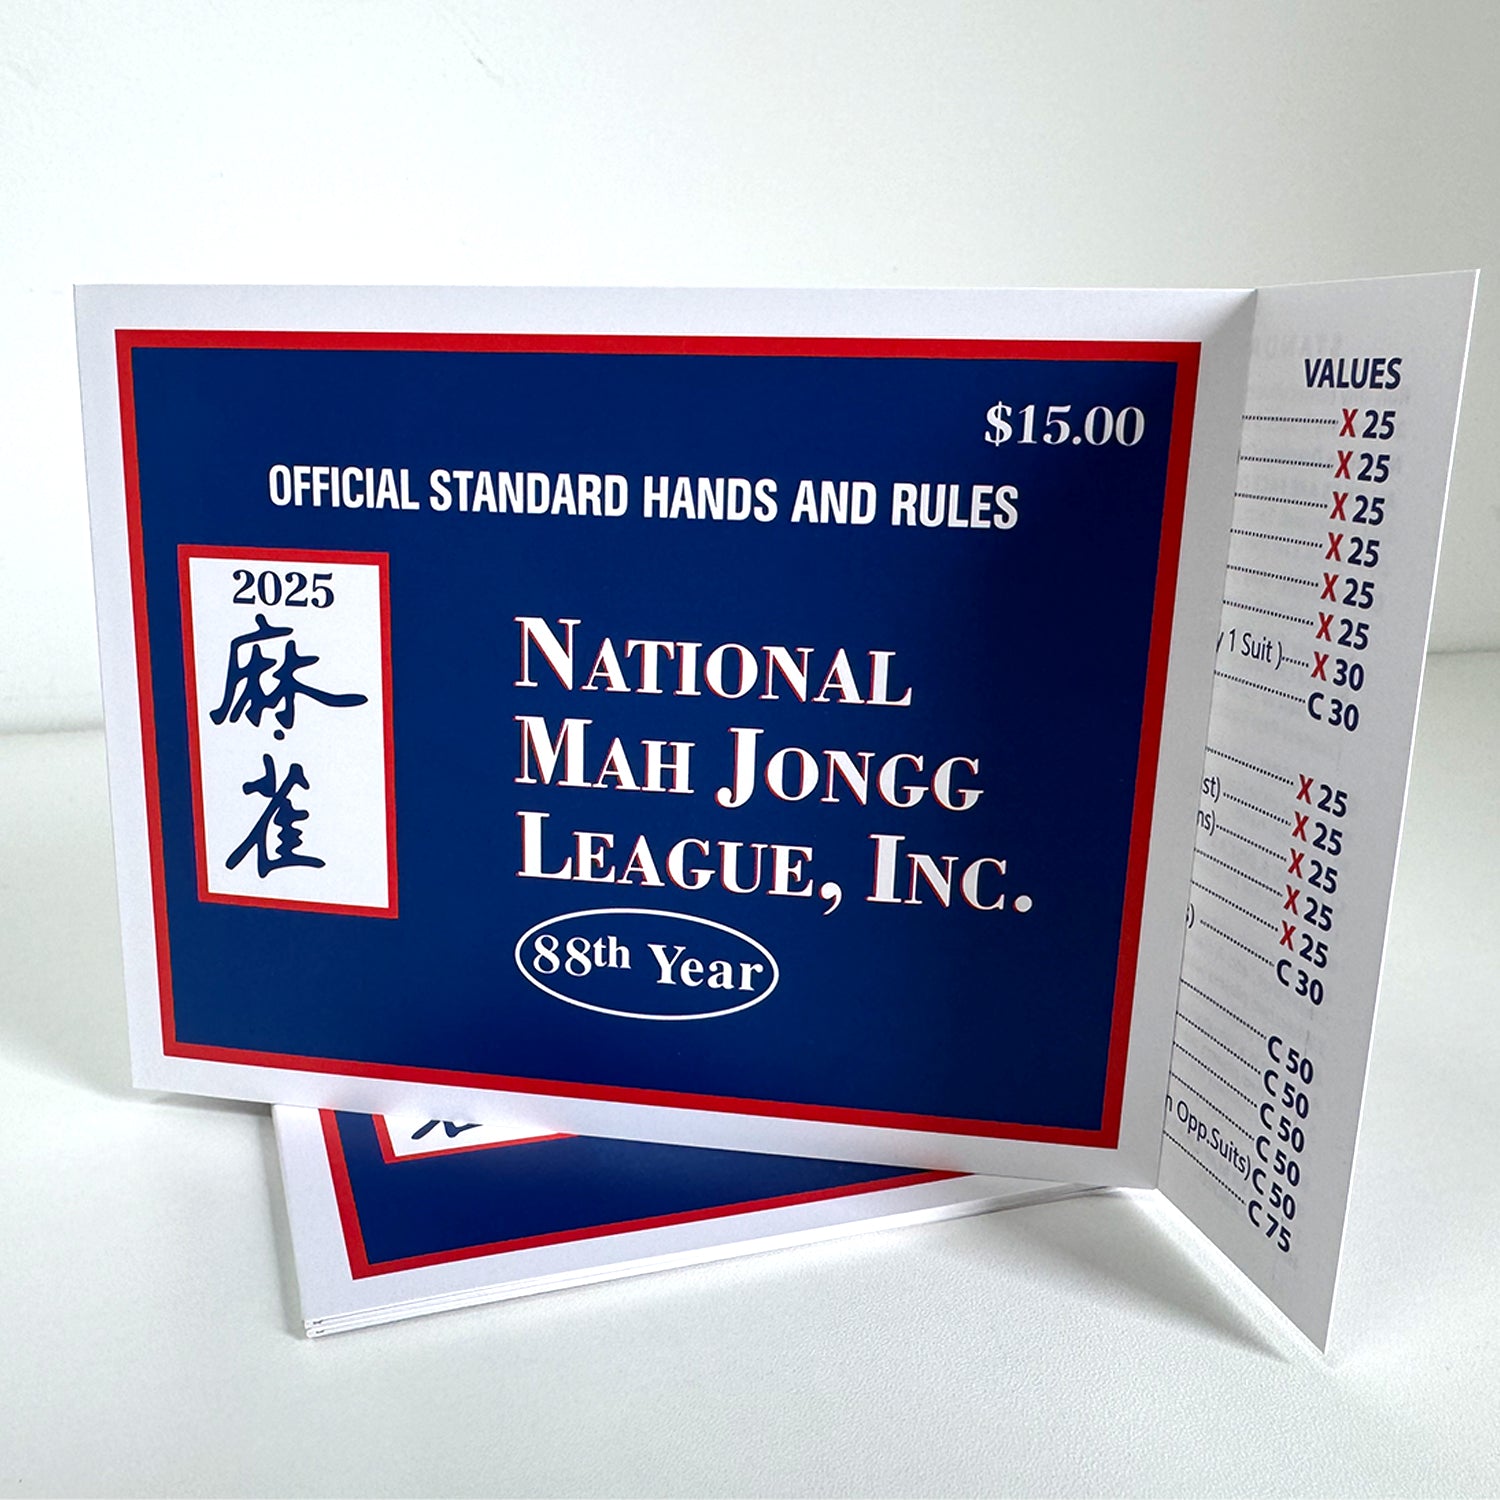 $15.00
OFFICIAL STANDARD HANDS AND RULES
2025
麻
雀
NATIONAL
MAH JONGG
LEAGUE, INC.
88th Year
VALUES
X 25
X 25
X 25
X 25
X 25
X 25
1 Suit) X 30
C 30
X 25
X 25
X 25
X 25
X 25
C 30
C 50
C 50
C 50
C 50
Opp.Suits) C 50
C 75